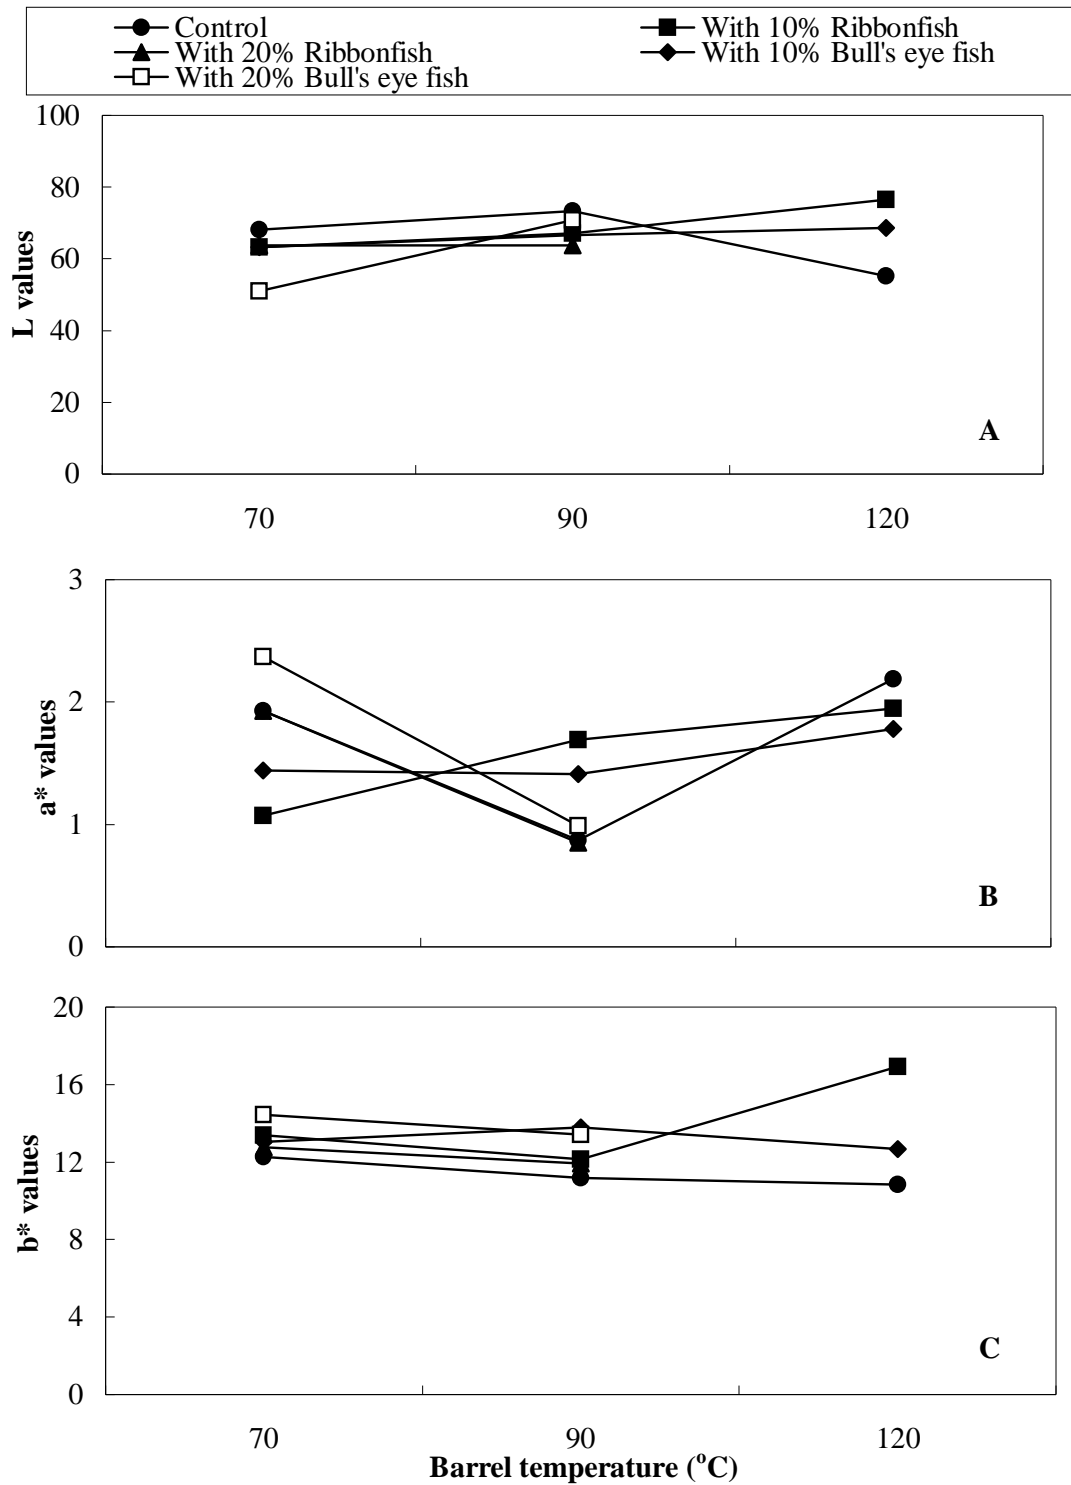 Control
With 10% Ribbonfish
With 20% Ribbonfish
With 10% Bull's eye fish
With 20% Bull's eye fish
100
80
60
40
20
0
L values
A
70 90 120
3
2
1
0
a* values
B
20
16
12
8
4
0
b* values
C
70 90 120
Barrel temperature (°C)